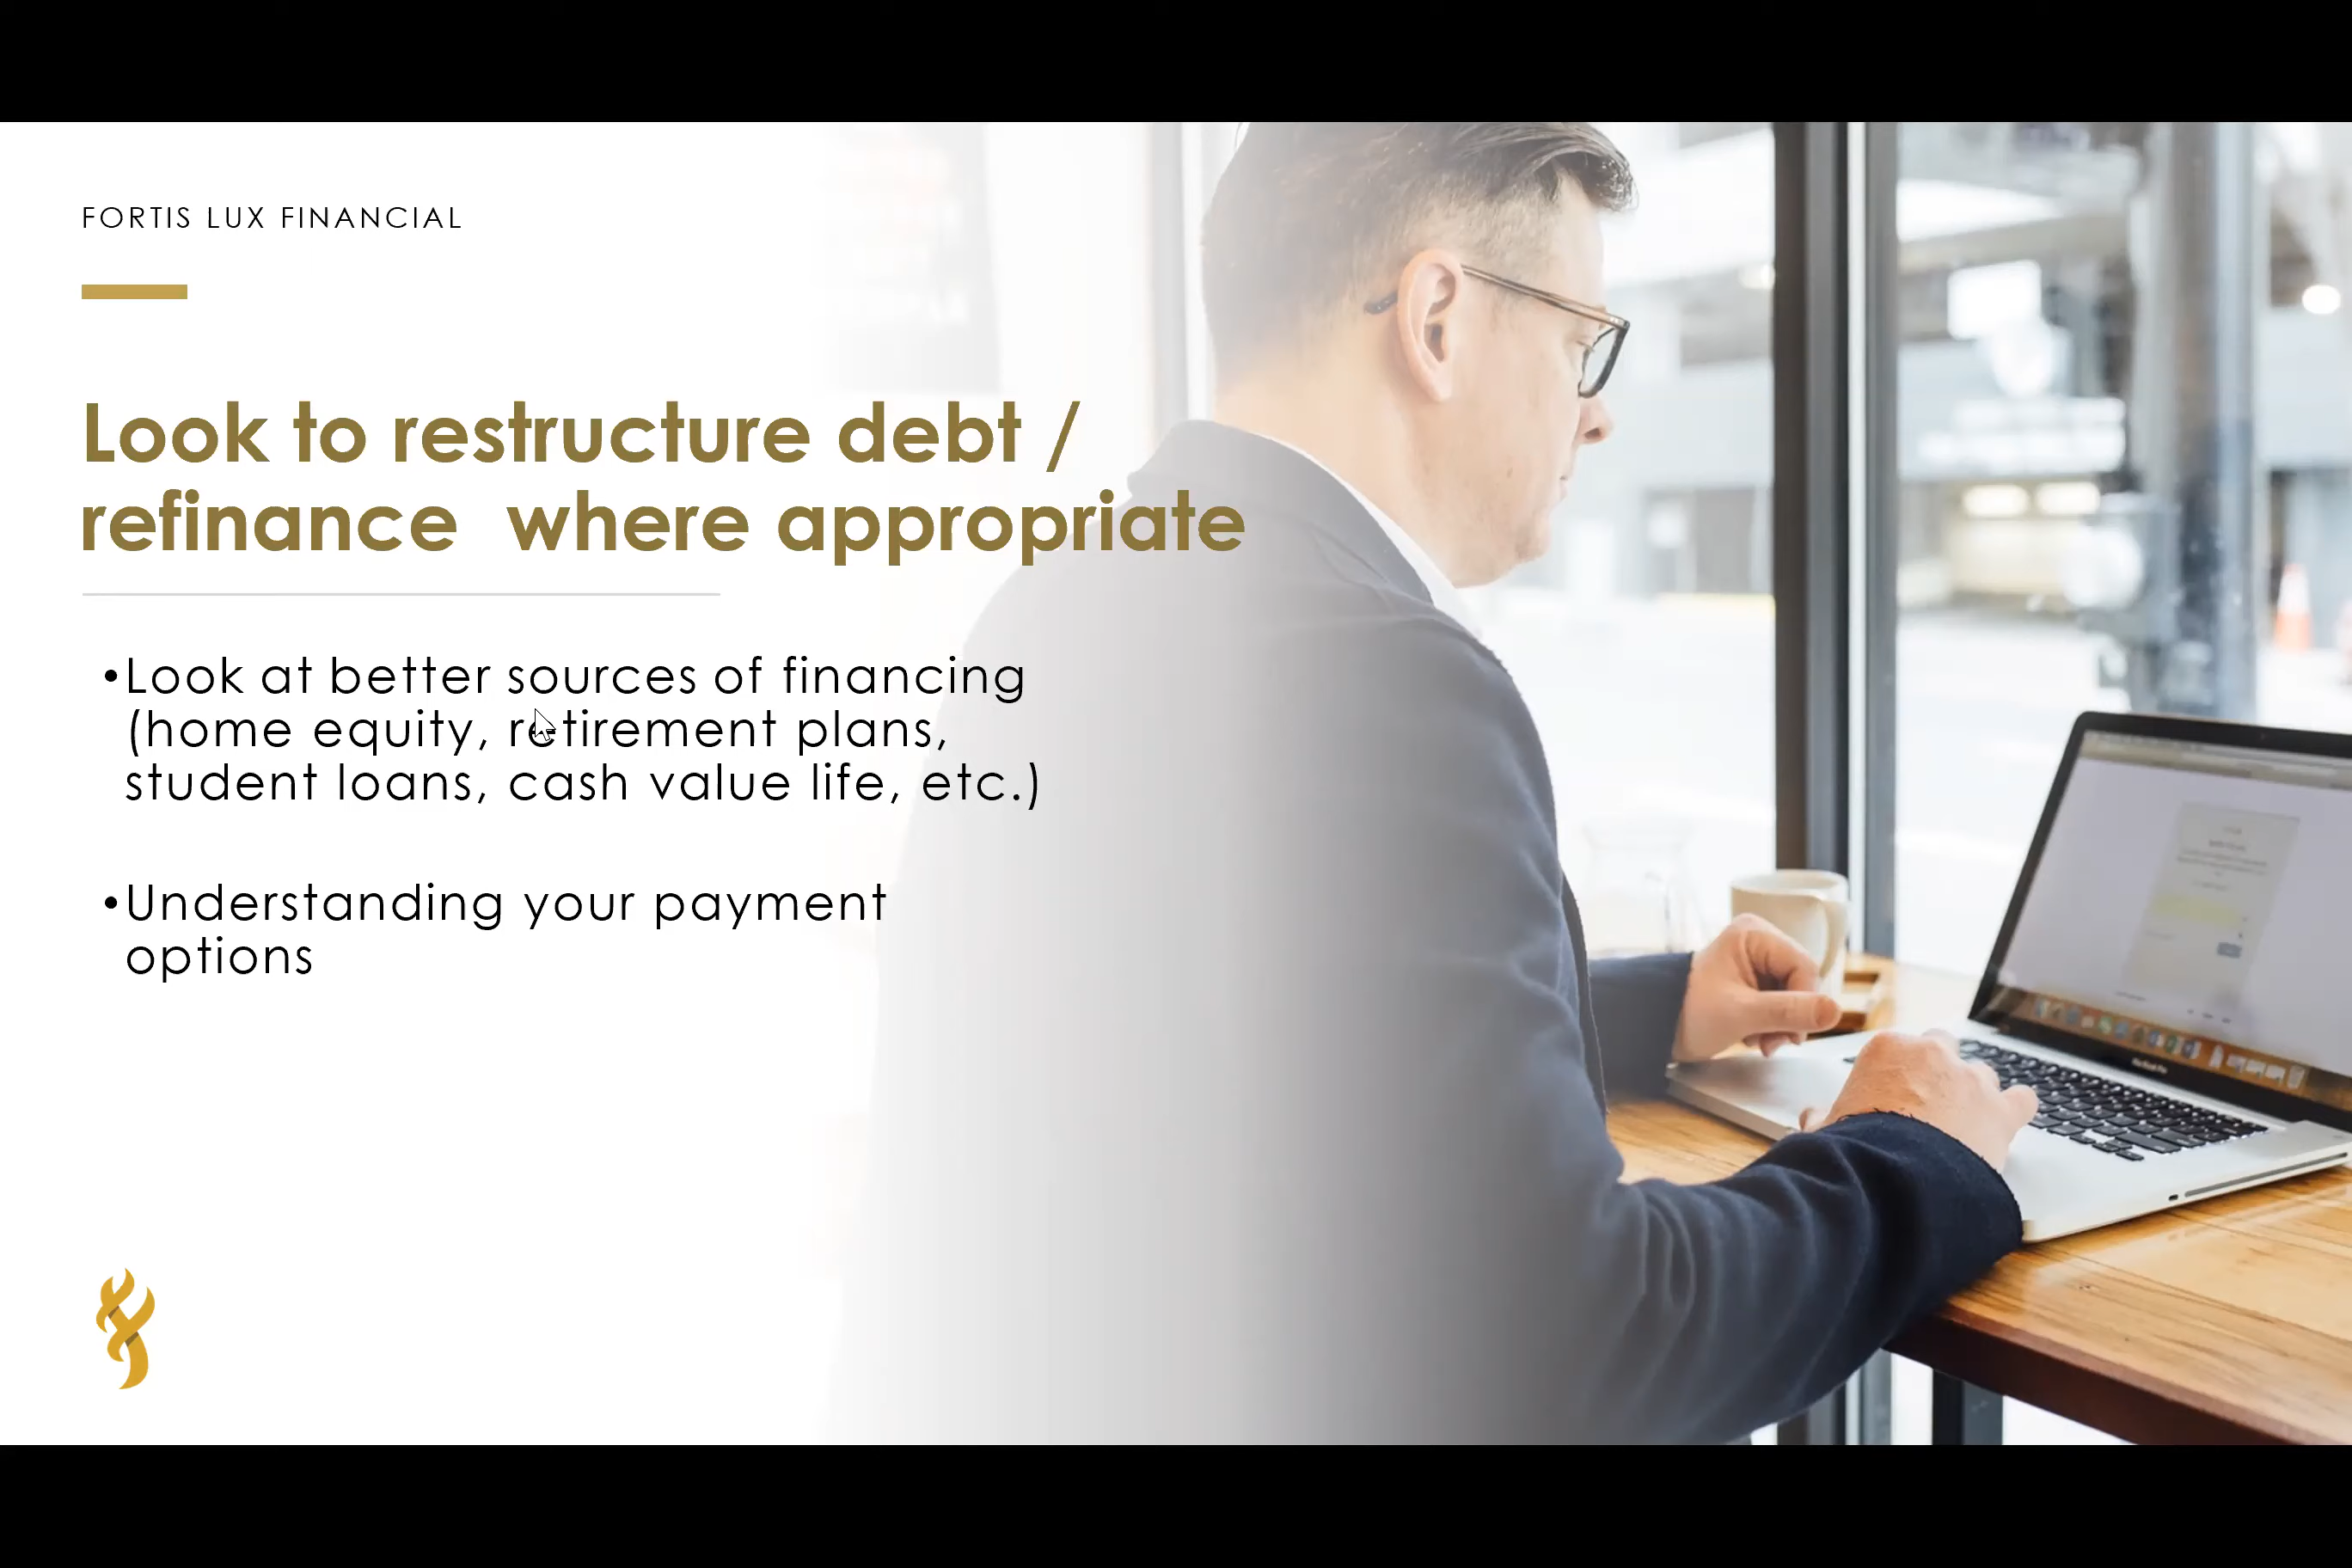 FORTIS LUX FINANCIAL
Look to restructure debt /
refinance  where appropriate
•Look at better sources of financing
(home equity, retirement plans,
student loans, cash value life, etc.)
•Understanding your payment
options